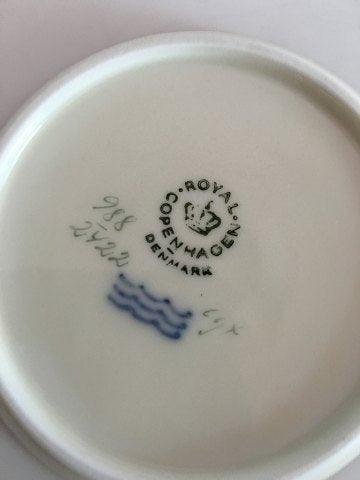 ROYAL
COPENHAGEN
DENMARK
988
2422